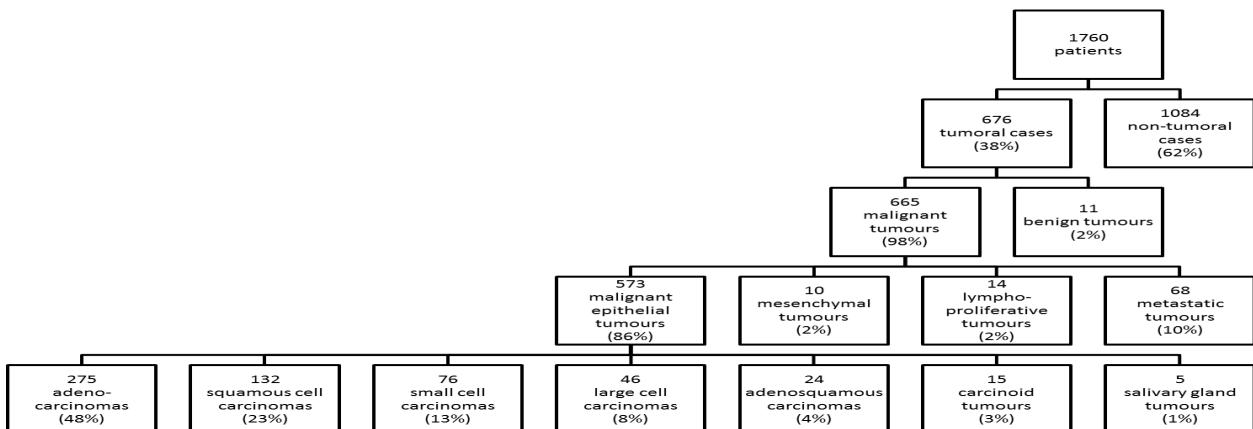 1760
patients
676
tumoral cases
(38%)
1084
non-tumoral
cases
(62%)
665
malignant
tumours
(98%)
11
benign tumours
(2%)
573
malignant
epithelial
tumours
(86%)
10
mesenchymal
tumours
(2%)
14
lympho-
proliferative
tumours
(2%)
68
metastatic
tumours
(10%)
275
adeno-
carcinomas
(48%)
132
squamous cell
carcinomas
(23%)
76
small cell
carcinomas
(13%)
46
large cell
carcinomas
(8%)
24
adenosquamous
carcinomas
(4%)
15
carcinoid
tumours
(3%)
5
salivary gland
tumours
(1%)